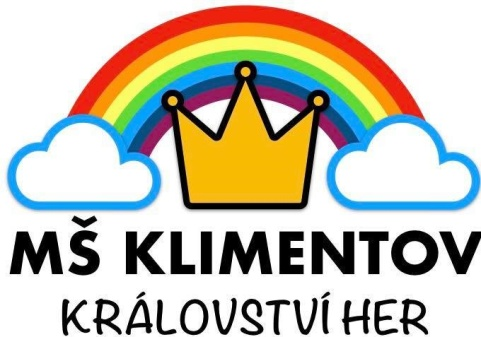 MŠ KLIMENTOV
KRÁLOVSTVÍ HER